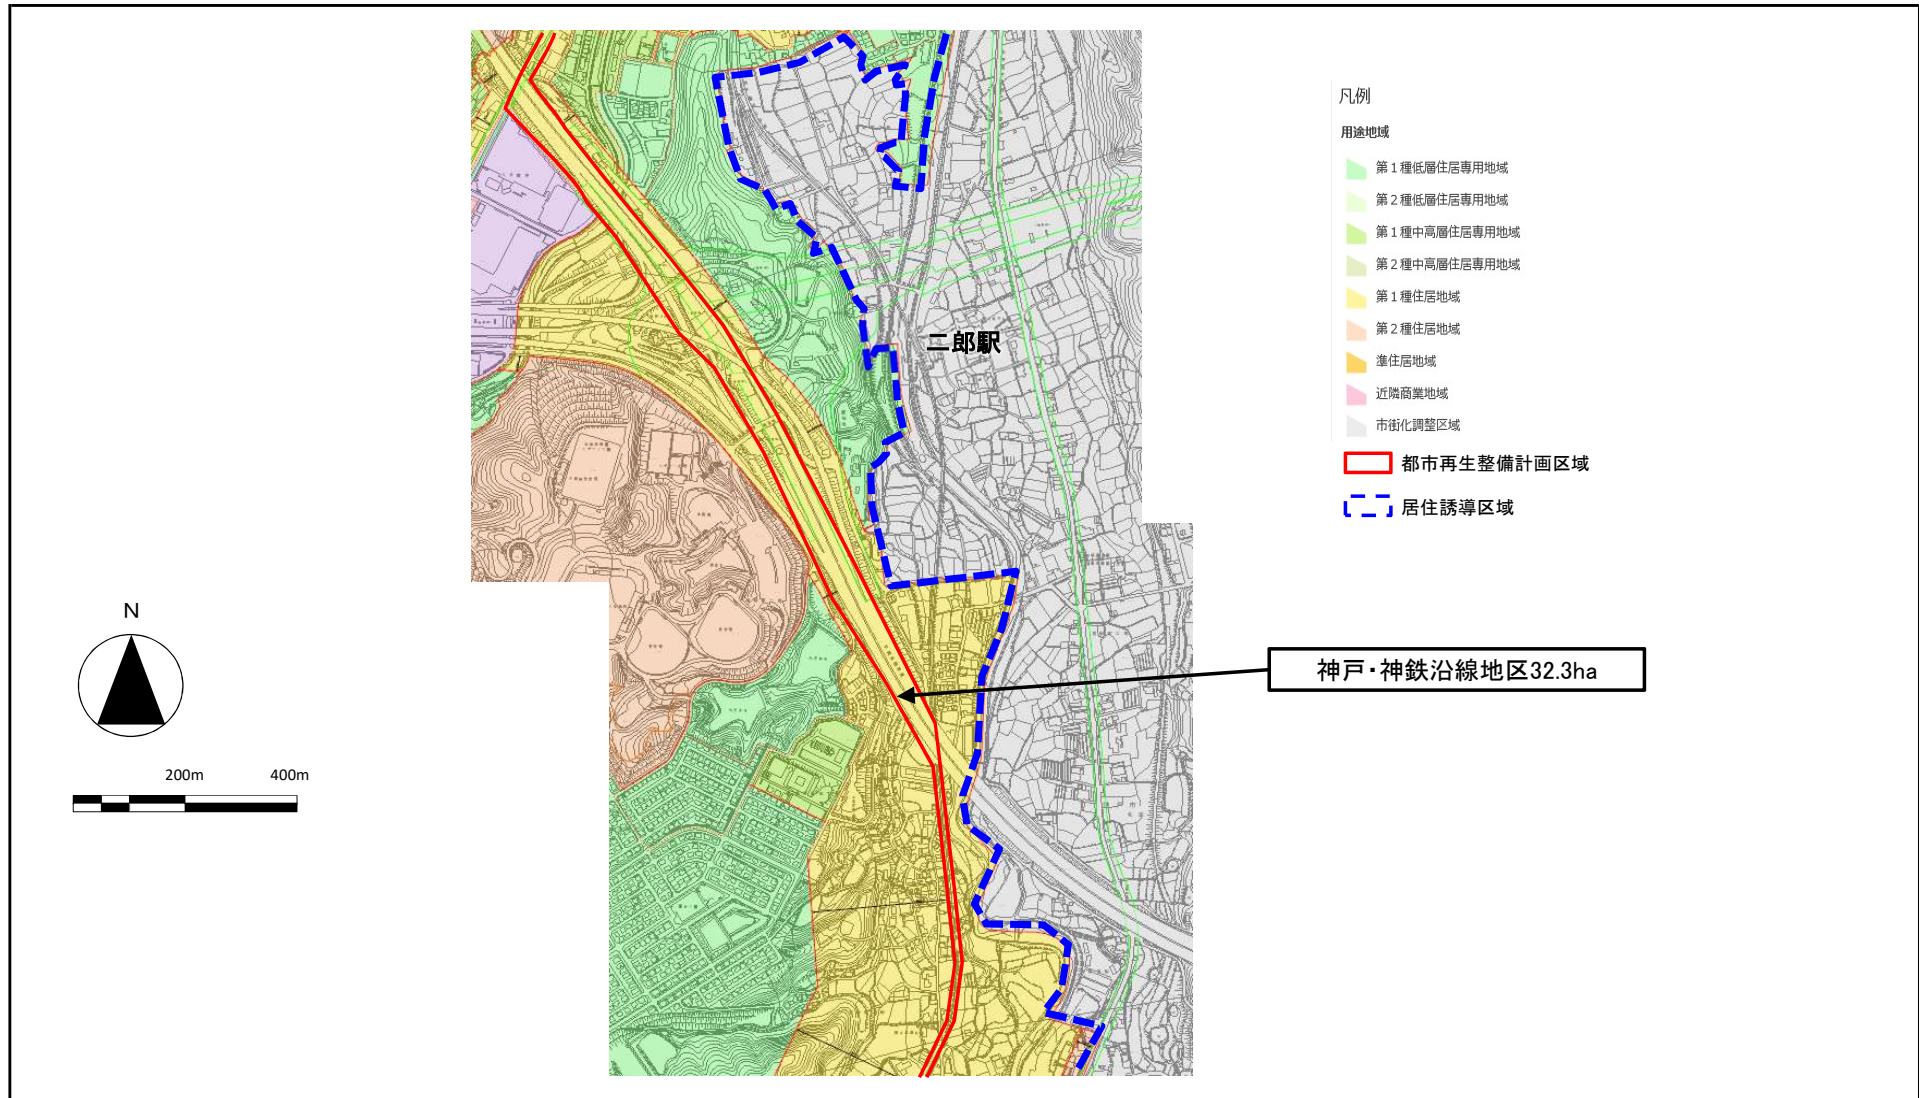 凡例
用途地域
第1種低層住居専用地域
第2種低層住居専用地域
第1種中高層住居専用地域
第2種中高層住居専用地域
第1種住居地域
第2種住居地域
準住居地域
近隣商業地域
市街化調整区域
都市再生整備計画区域
居住誘導区域
二郎駅
N
神戸・神鉄沿線地区32.3ha
200m 400m